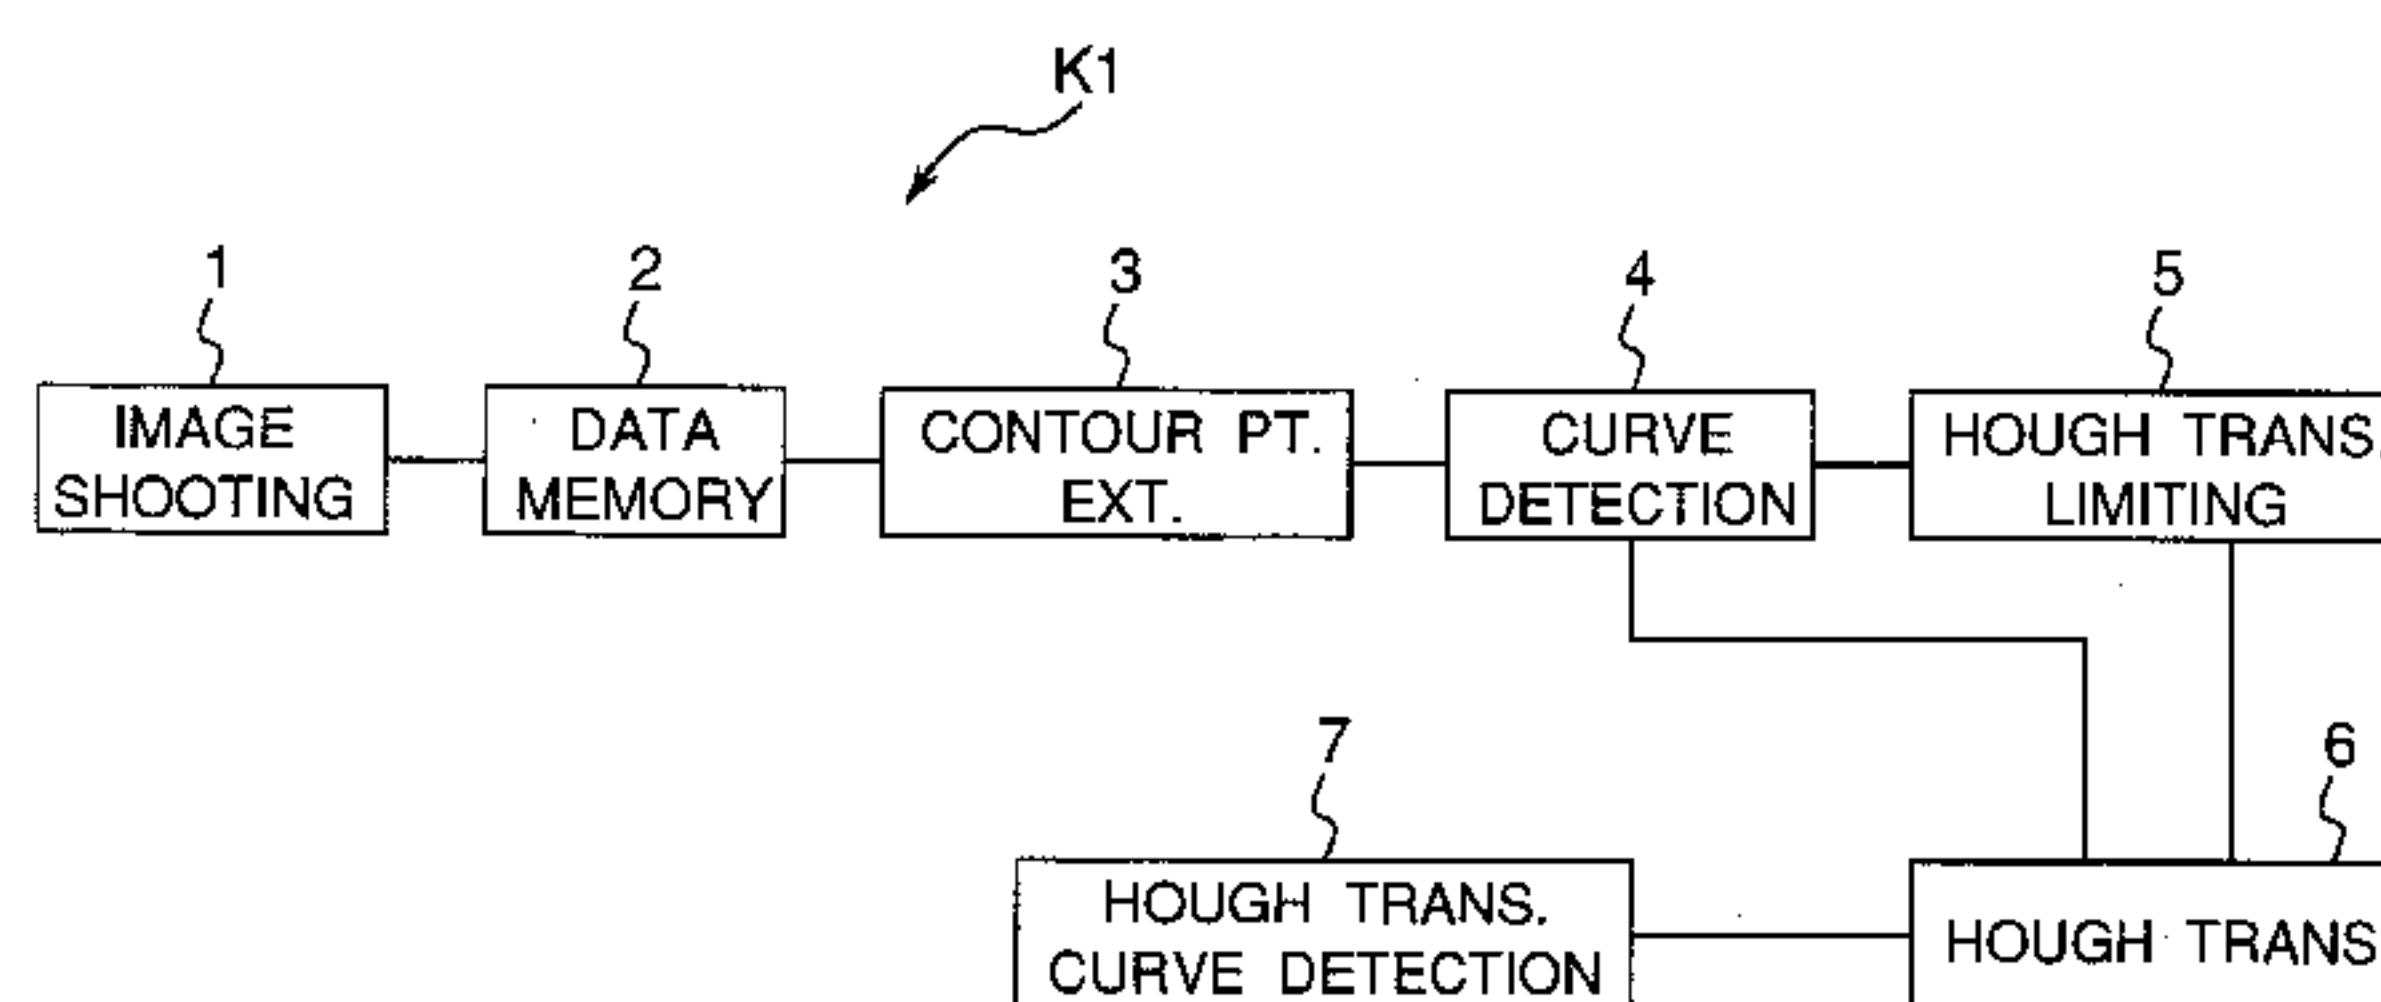 K1
1
2
3
4
5
IMAGE
SHOOTING
DATA
MEMORY
CONTOUR PT.
EXT.
CURVE
DETECTION
HOUGH TRANS.
LIMITING
7
6
HOUGH TRANS.
CURVE DETECTION
HOUGH TRANS